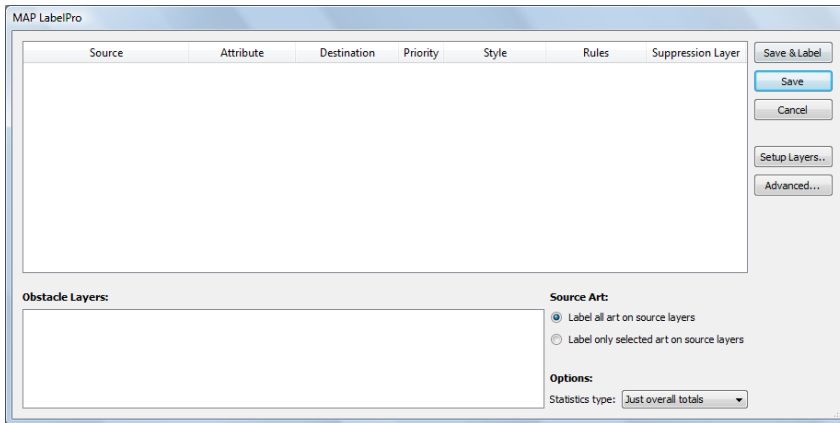 MAP LabelPro
Source Attribute Destination Priority Style Rules Suppression Layer
Save & Label
Save
Cancel
Setup Layers..
Advanced...
Obstacle Layers:
Source Art:
Label all art on source layers
Label only selected art on source layers
Options:
Statistics type: Just overall totals